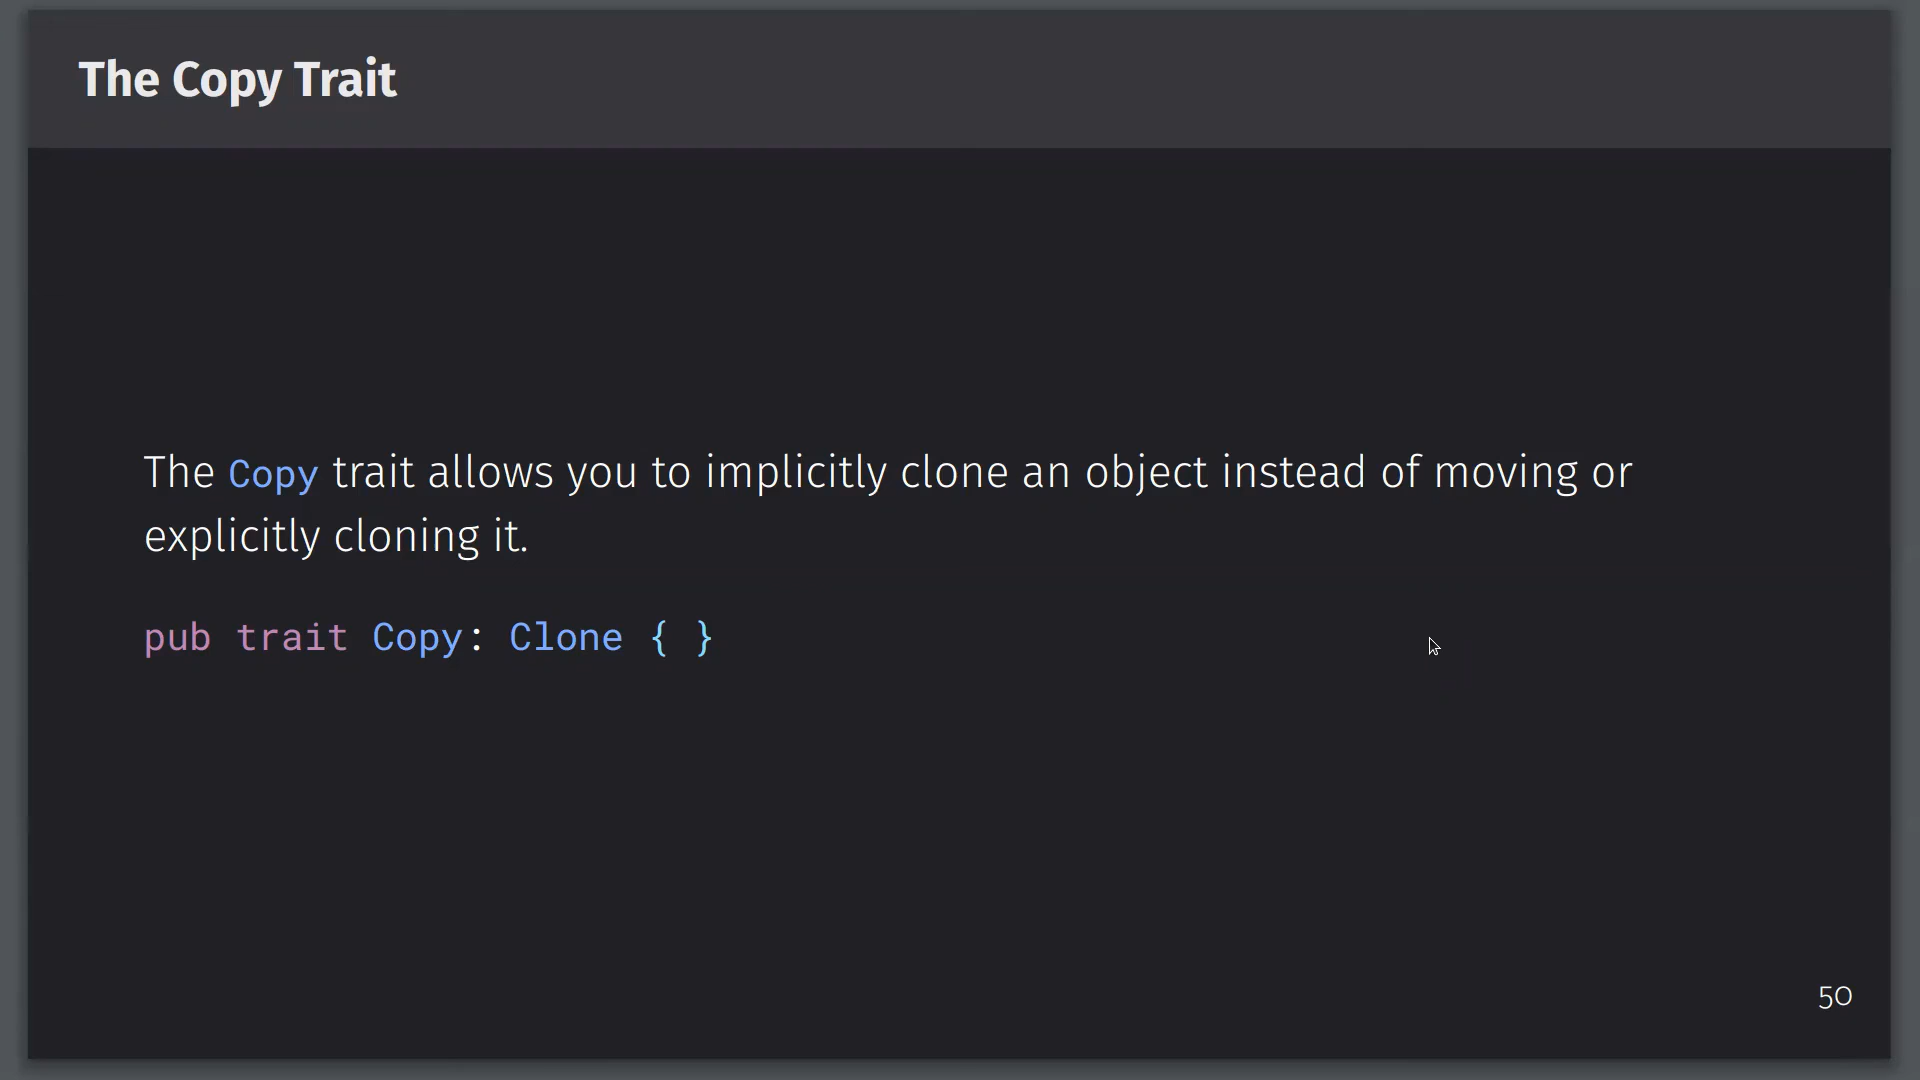 The Copy Trait
The Copy trait allows you to implicitly clone an object instead of moving or
explicitly cloning it.
pub trait Copy: Clone { }
50